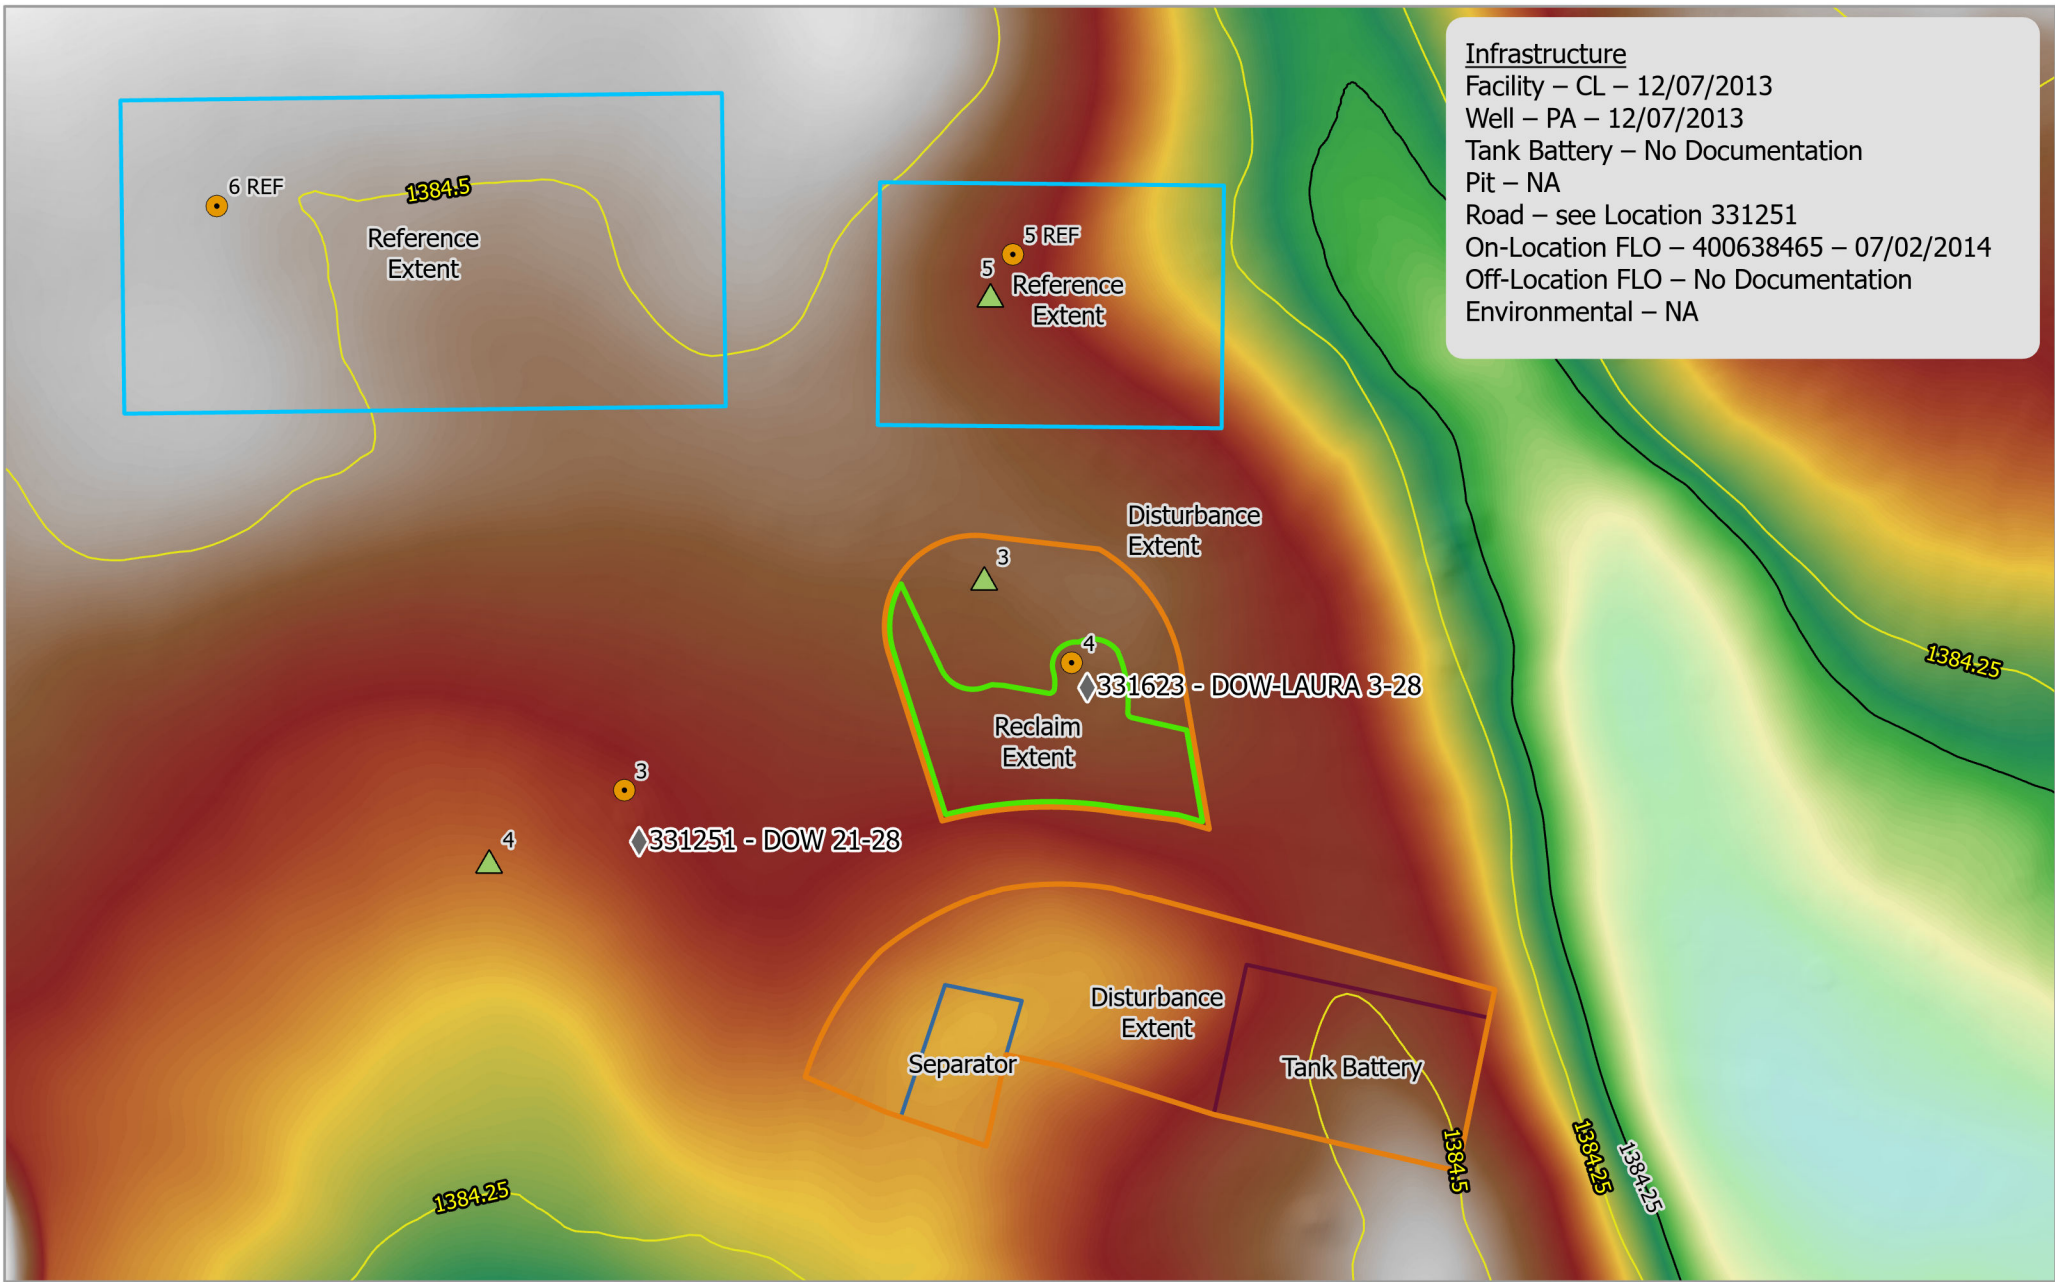 Infrastructure
Facility – CL – 12/07/2013
Well – PA – 12/07/2013
Tank Battery – No Documentation
Pit – NA
Road – see Location 331251
On-Location FLO – 400638465 – 07/02/2014
Off-Location FLO – No Documentation
Environmental – NA
6 REF
1384.5
Reference
Extent
5 REF
5
Reference
Extent
Disturbance
Extent
3
4
331623 - DOW-LAURA 3-28
Reclaim
Extent
1384.25
3
331251 - DOW 21-28
4
Disturbance
Extent
Separator
Tank Battery
1384.5
1384.25
1384.25
1384.25